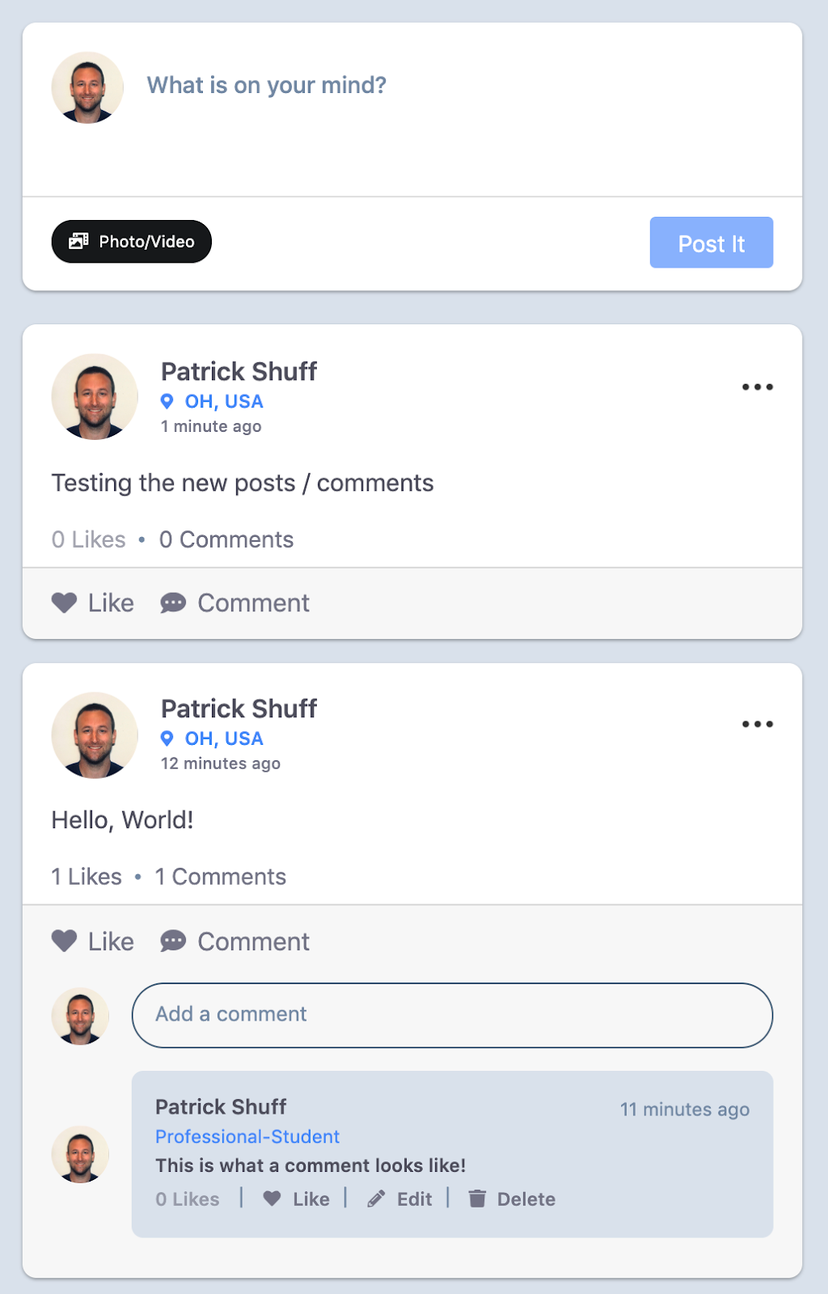 What is on your mind?
Photo/Video
Post It
Patrick Shuff
OH, USA
1 minute ago
Testing the new posts / comments
0 Likes • 0 Comments
Like Comment
Patrick Shuff
OH, USA
12 minutes ago
Hello, World!
1 Likes • 1 Comments
Like Comment
Add a comment
Patrick Shuff 11 minutes ago
Professional-Student
This is what a comment looks like!
0 Likes | Like | Edit | Delete